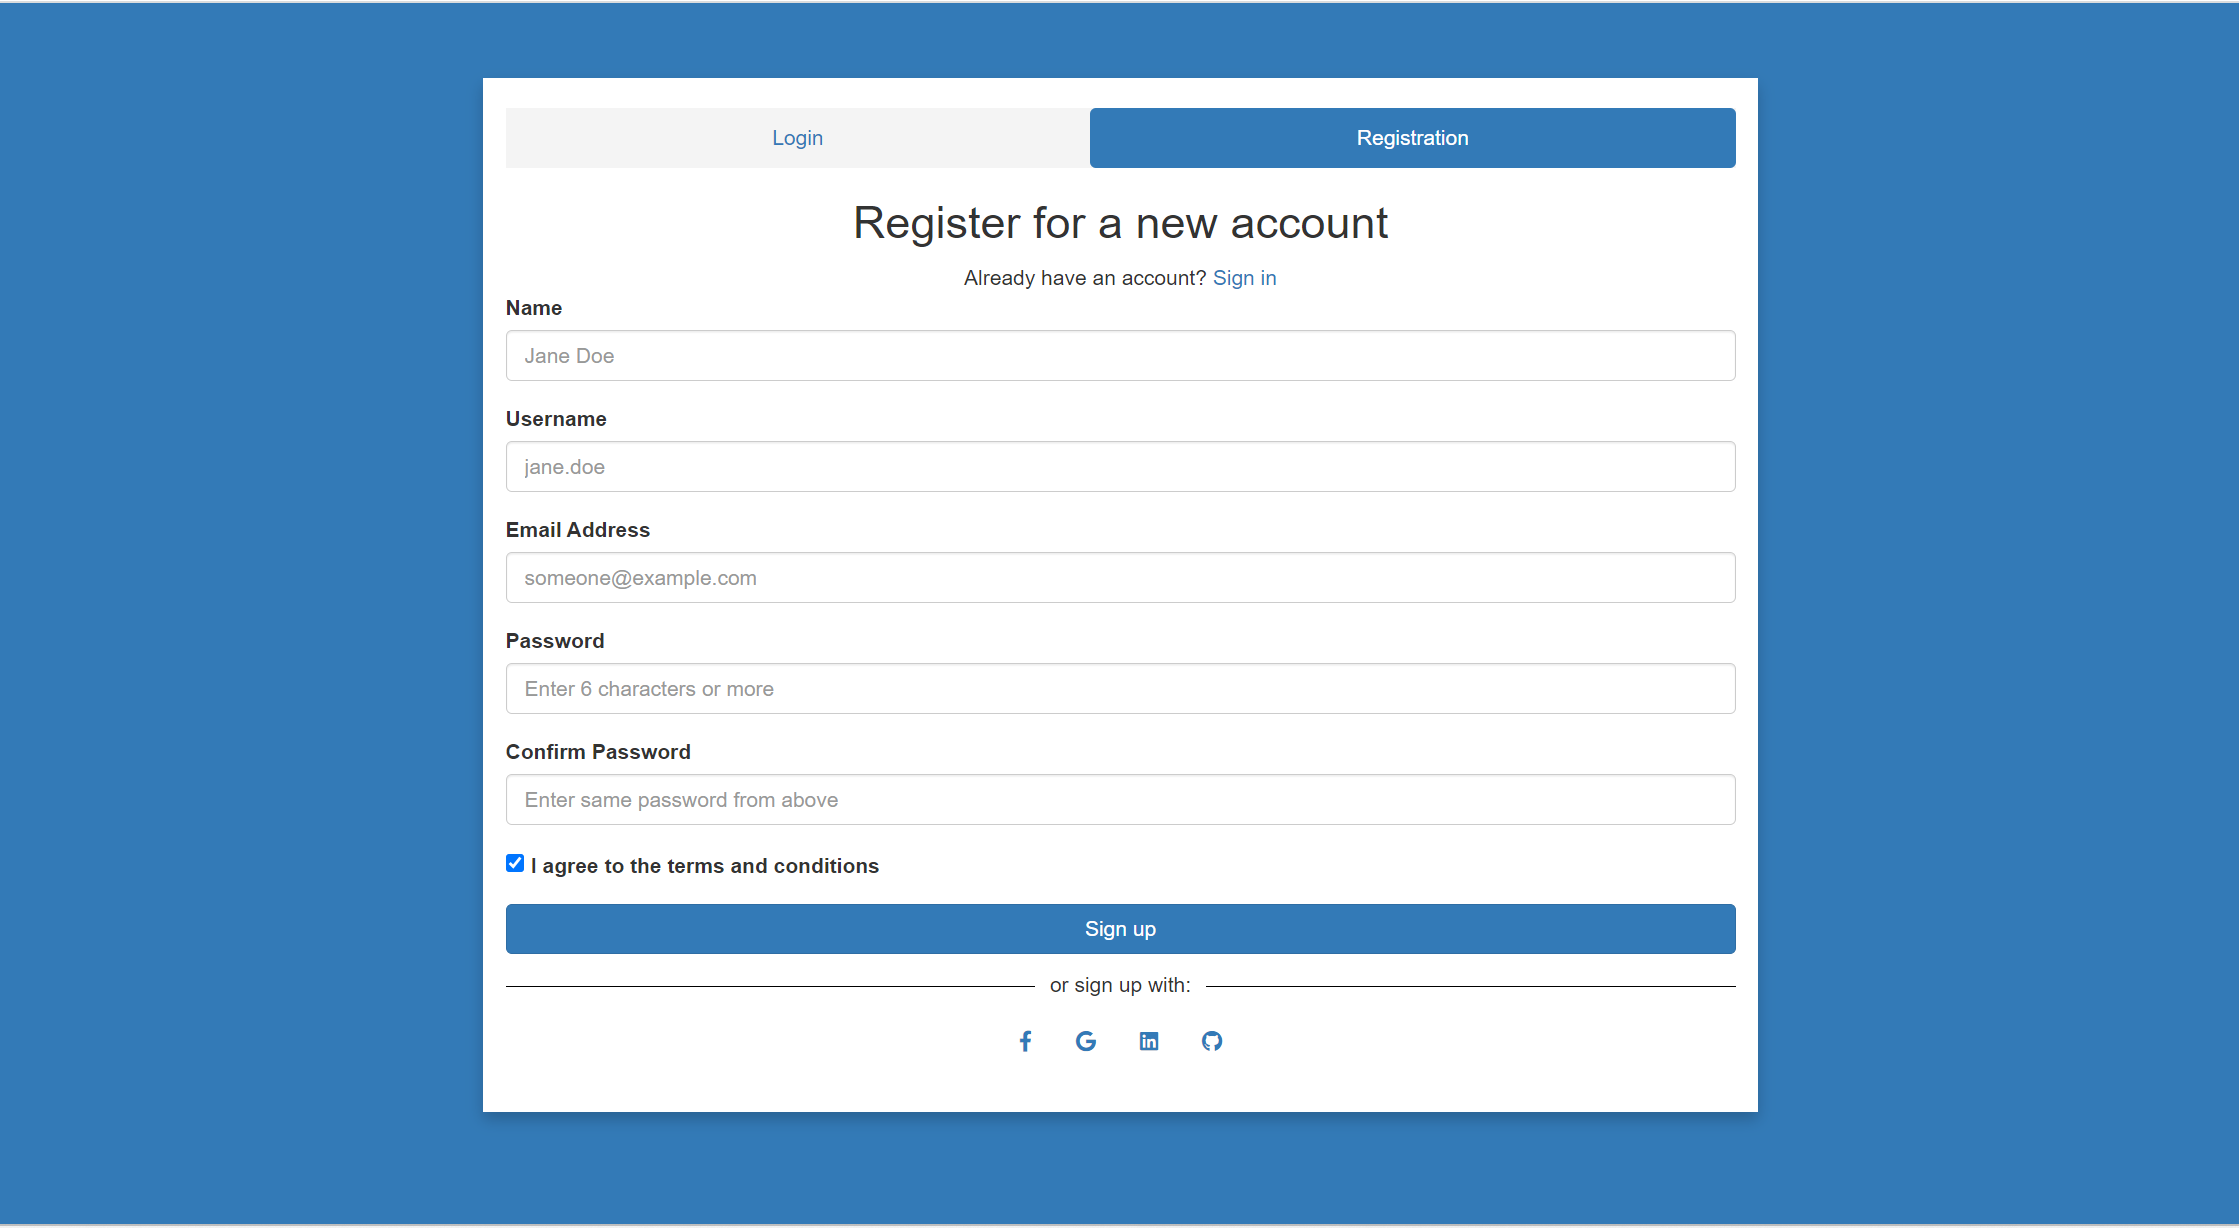 Login
Registration
Register for a new account
Already have an account? Sign in
Name
Jane Doe
Username
jane.doe
Email Address
someone@example.com
Password
Enter 6 characters or more
Confirm Password
Enter same password from above
I agree to the terms and conditions
Sign up
or sign up with: